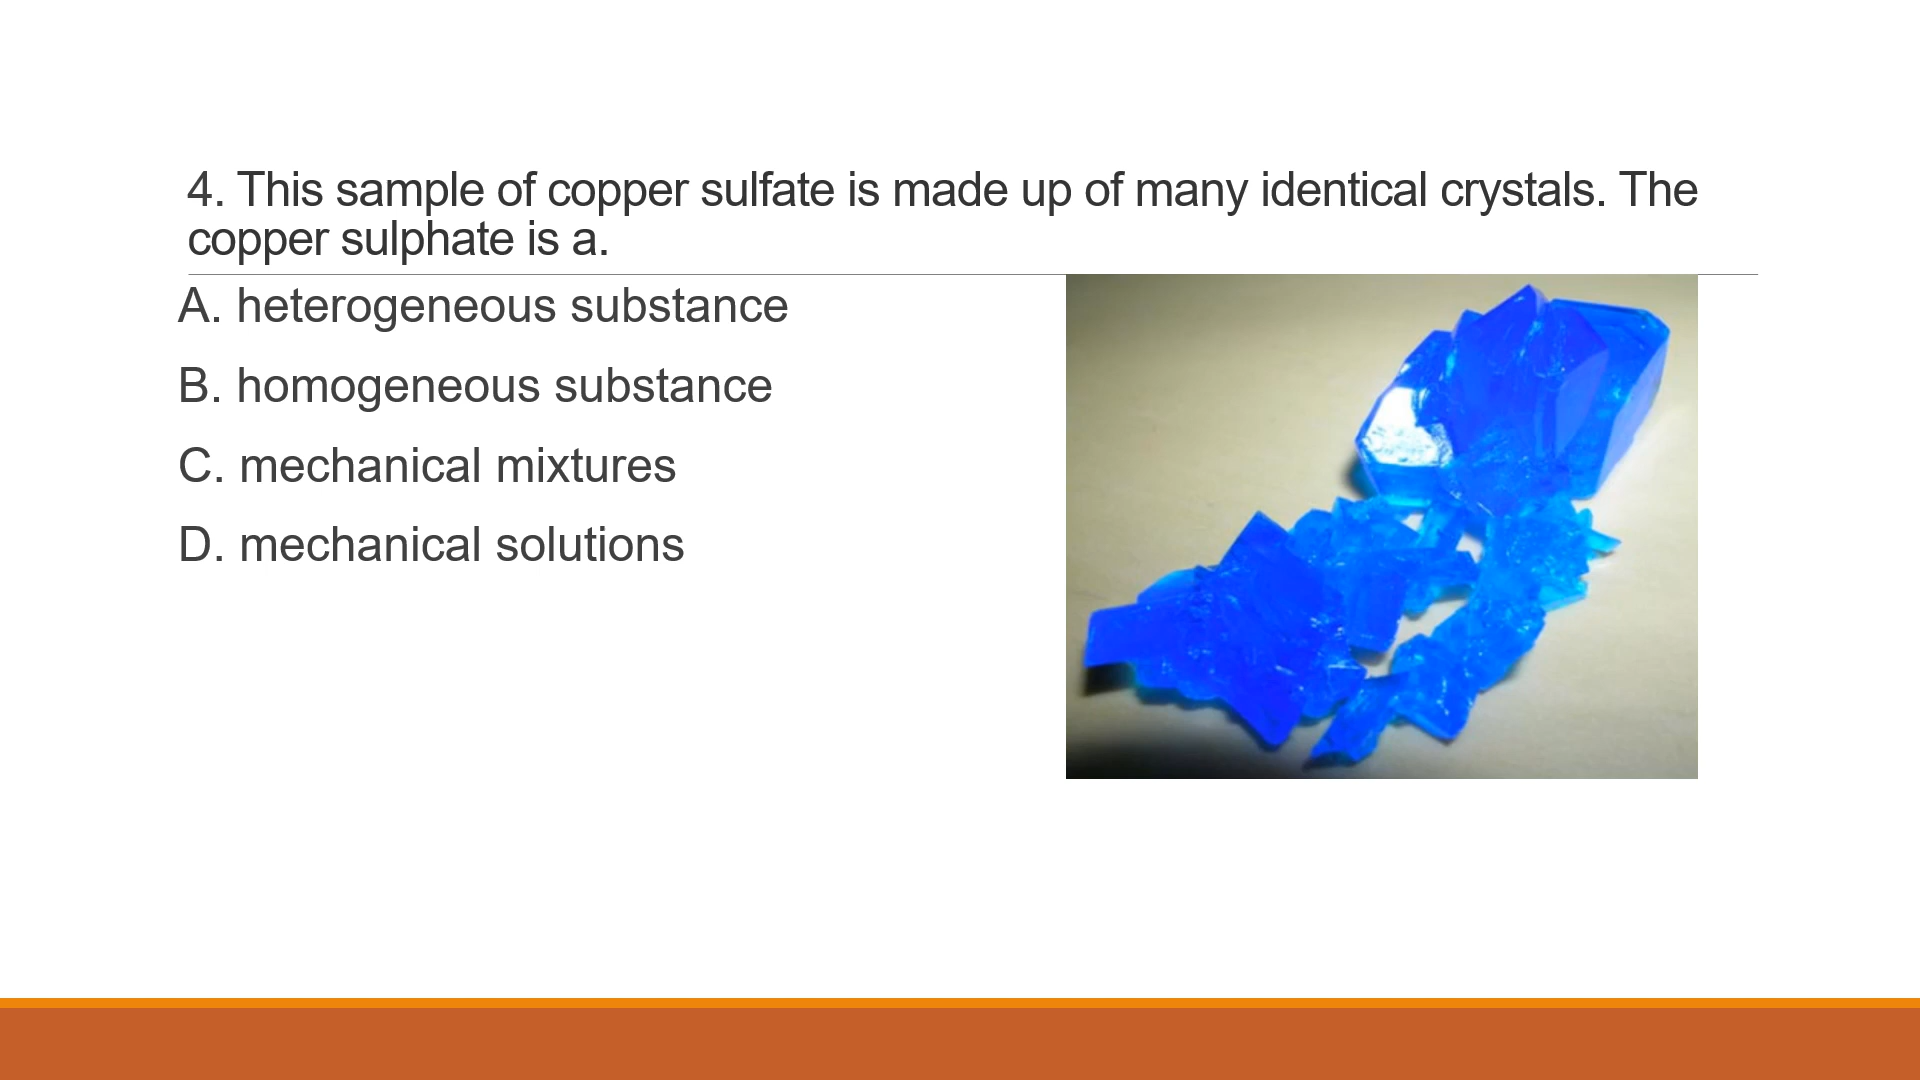 4. This sample of copper sulfate is made up of many identical crystals. The
copper sulphate is a.
A. heterogeneous substance
B. homogeneous substance
C. mechanical mixtures
D. mechanical solutions